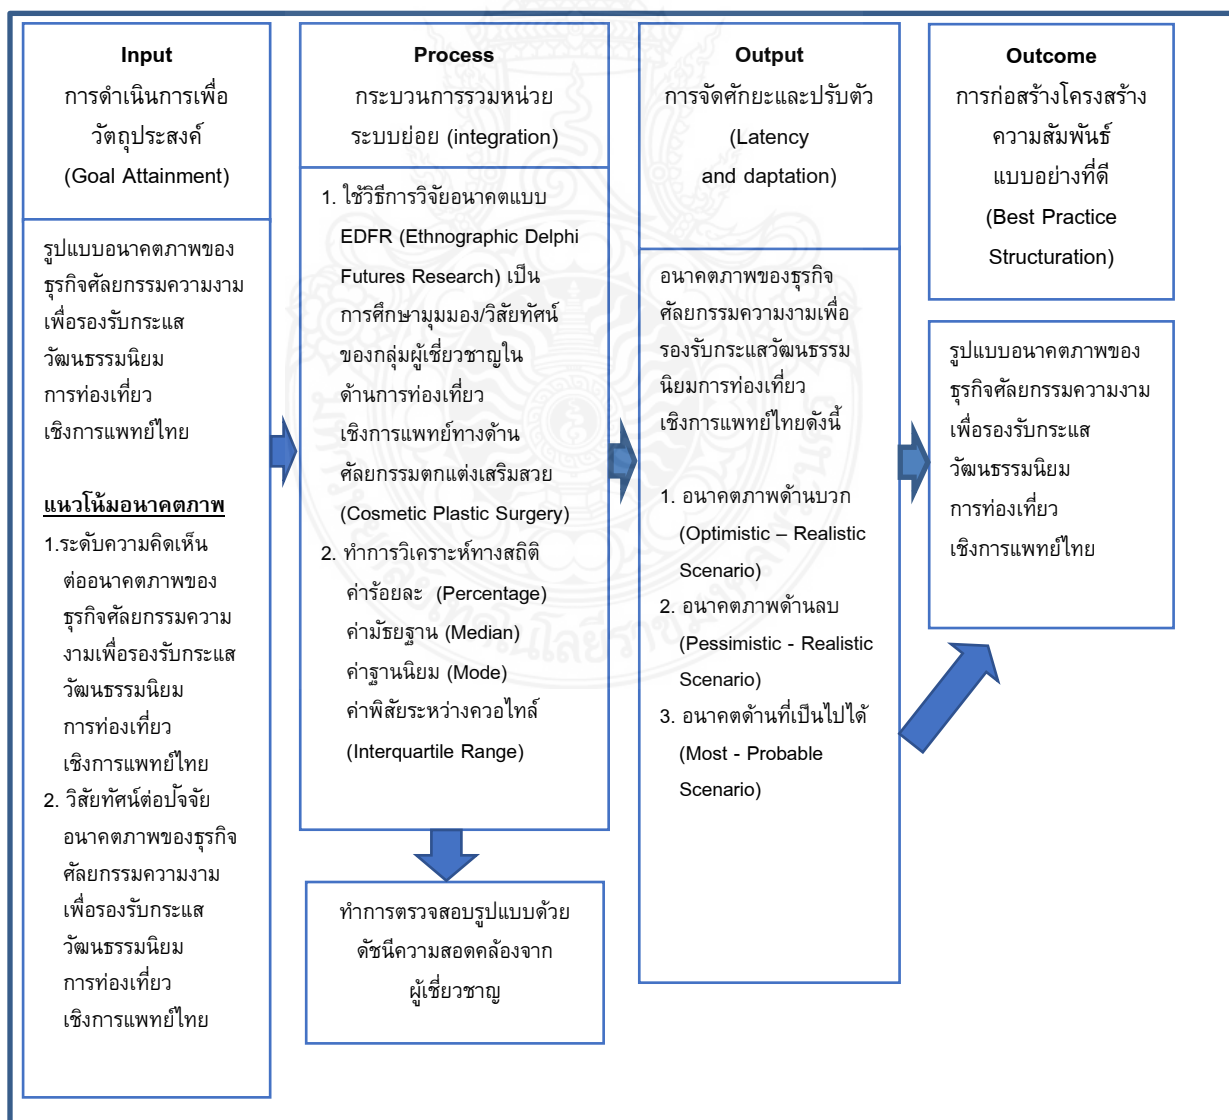 Input
การดำเนินการเพื่อ
วัตถุประสงค์
(Goal Attainment)
รูปแบบอนาคตภาพของ
ธุรกิจศัลยกรรมความงาม
เพื่อรองรับกระแส
วัฒนธรรมนิยม
การท่องเที่ยว
เชิงการแพทย์ไทย
แนวโน้มอนาคตภาพ
1.ระดับความคิดเห็น
ต่ออนาคตภาพของ
ธุรกิจศัลยกรรมความ
งามเพื่อรองรับกระแส
วัฒนธรรมนิยม
การท่องเที่ยว
เชิงการแพทย์ไทย
2. วิสัยทัศน์ต่อปัจจัย
อนาคตภาพของธุรกิจ
ศัลยกรรมความงาม
เพื่อรองรับกระแส
วัฒนธรรมนิยม
การท่องเที่ยว
เชิงการแพทย์ไทย
Process
กระบวนการรวมหน่วย
ระบบย่อย (integration)
1. ใช้วิธีการวิจัยอนาคตแบบ
EDFR (Ethnographic Delphi
Futures Research) เป็น
การศึกษามุมมอง/วิสัยทัศน์
ของกลุ่มผู้เชี่ยวชาญใน
ด้านการท่องเที่ยว
เชิงการแพทย์ทางด้าน
ศัลยกรรมตกแต่งเสริมสวย
(Cosmetic Plastic Surgery)
2. ทำการวิเคราะห์ทางสถิติ
ค่าร้อยละ (Percentage)
ค่ามัธยฐาน (Median)
ค่าฐานนิยม (Mode)
ค่าพิสัยระหว่างควอไทล์
(Interquartile Range)
ทำการตรวจสอบรูปแบบด้วย
ดัชนีความสอดคล้องจาก
ผู้เชี่ยวชาญ
Output
การจัดศักยะและปรับตัว
(Latency
and daptation)
อนาคตภาพของธุรกิจ
ศัลยกรรมความงามเพื่อ
รองรับกระแสวัฒนธรรม
นิยมการท่องเที่ยว
เชิงการแพทย์ไทยดังนี้
1. อนาคตภาพด้านบวก
(Optimistic – Realistic
Scenario)
2. อนาคตภาพด้านลบ
(Pessimistic - Realistic
Scenario)
3. อนาคตด้านที่เป็นไปได้
(Most - Probable
Scenario)
Outcome
การก่อสร้างโครงสร้าง
ความสัมพันธ์
แบบอย่างที่ดี
(Best Practice
Structuration)
รูปแบบอนาคตภาพของ
ธุรกิจศัลยกรรมความงาม
เพื่อรองรับกระแส
วัฒนธรรมนิยม
การท่องเที่ยว
เชิงการแพทย์ไทย